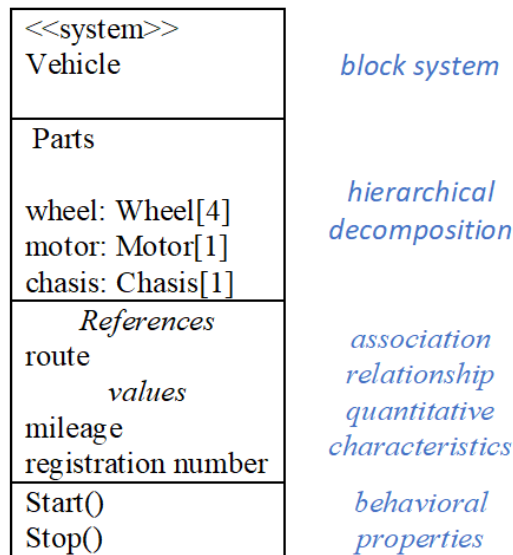 <<system>>
Vehicle
block system
Parts
wheel: Wheel[4]
motor: Motor[1]
chasis: Chasis[1]
hierarchical
decomposition
References
route
values
mileage
registration number
association
relationship
quantitative
characteristics
Start()
Stop()
behavioral
properties